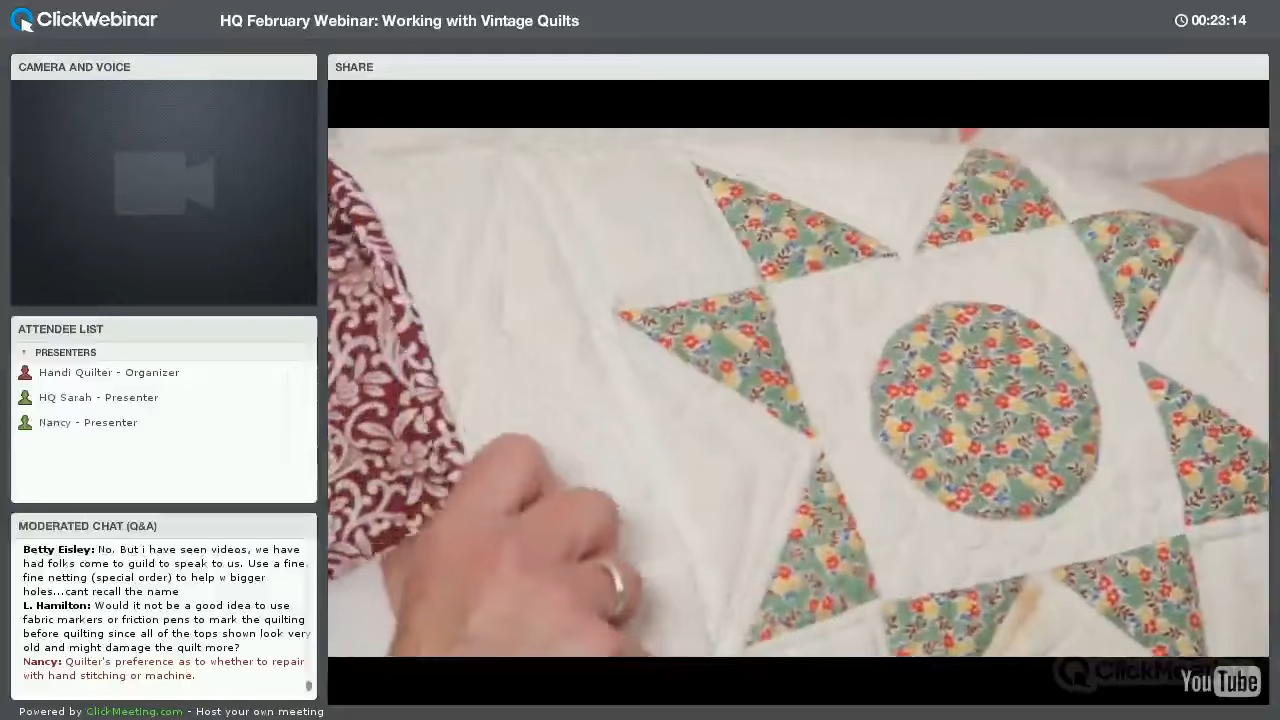 ClickWebinar
HQ February Webinar: Working with Vintage Quilts
00:23:14
CAMERA AND VOICE
SHARE
ATTENDEE LIST
PRESENTERS
Handi Quilter - Organizer
HQ Sarah - Presenter
Nancy - Presenter
MODERATED CHAT (Q&A)
Betty Eisley: No. But i have seen videos, we have
had folks come to guild to speak to us. Use a fine,
fine netting (special order) to help w bigger
holes...cant recall the name
L. Hamilton: Would it not be a good idea to use
fabric markers or friction pens to mark the quilting
before quilting since all of the tops shown look very
old and might damage the quilt more?
Nancy: Quilter's preference as to whether to repair
with hand stitching or machine.
YouTube
Powered by ClickMeeting.com - Host your own meeting